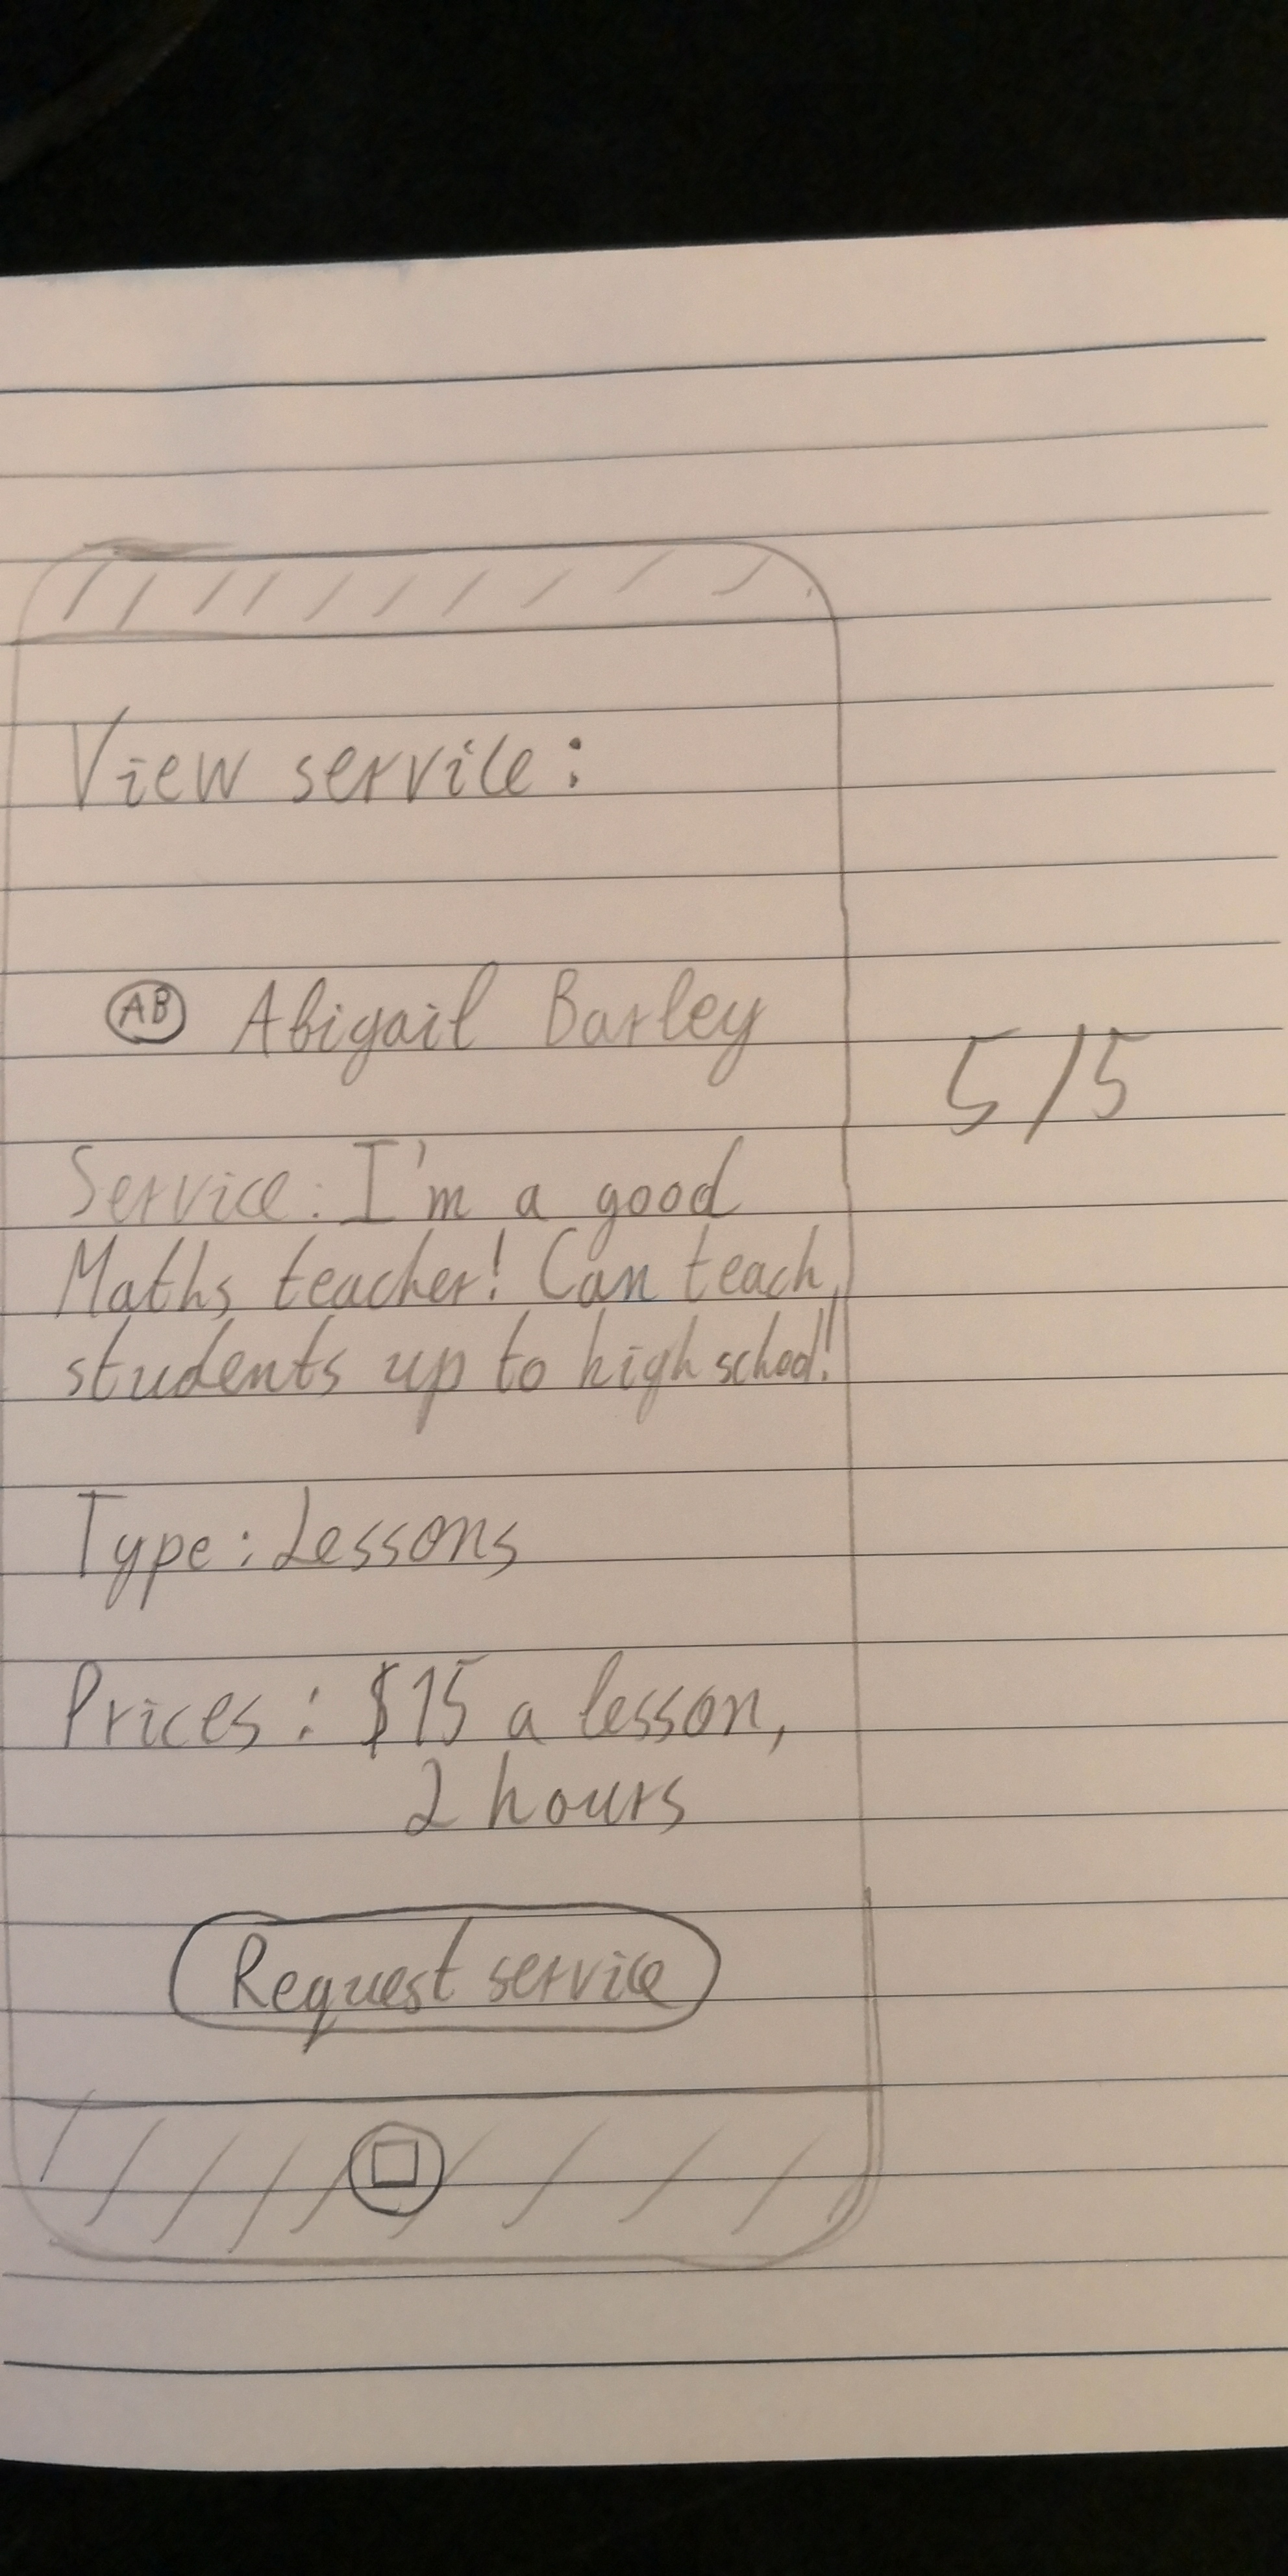 View service:
AB Abigail Barley
5/5
Service: I'm a good
Maths teacher! Can teach
students up to high school!
Type: Lessons
Prices: $15 a lesson,
2 hours
Request service